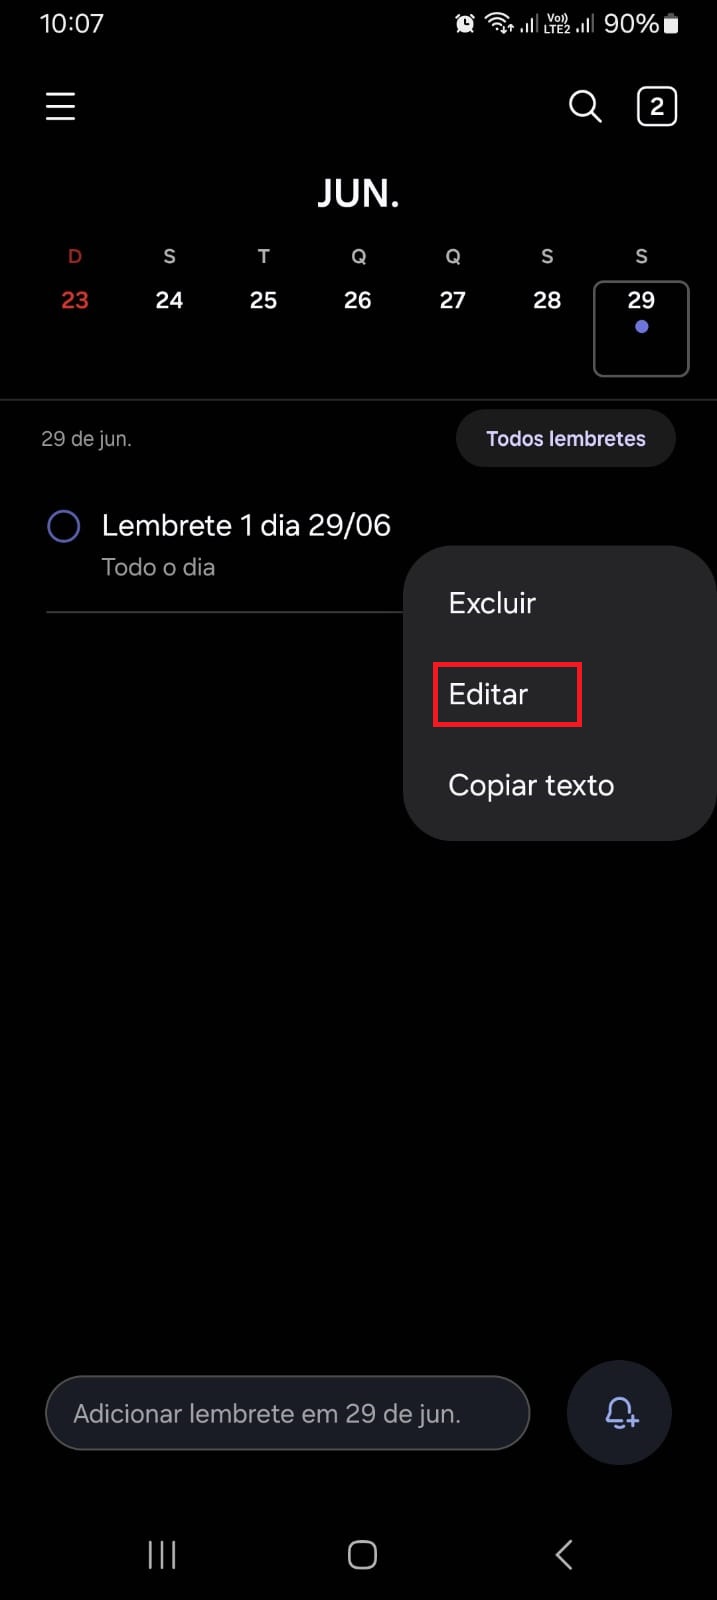 10:07
Vo)) LTE2 90%
2
JUN.
D S T Q Q S S
23 24 25 26 27 28 29
29 de jun.
Todos lembretes
Lembrete 1 dia 29/06
Todo o dia
Excluir
Editar
Copiar texto
Adicionar lembrete em 29 de jun.